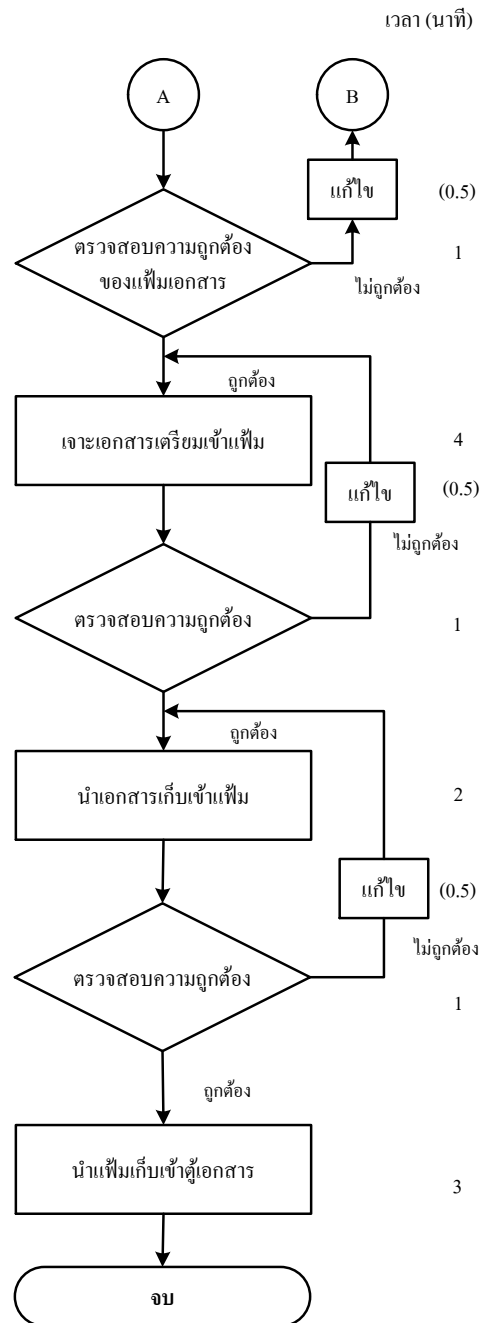 เวลา (นาที)
A
B
แก้ไข
(0.5)
ตรวจสอบความถูกต้อง
ของแฟ้มเอกสาร
1
ไม่ถูกต้อง
ถูกต้อง
เจาะเอกสารเตรียมเข้าแฟ้ม
4
แก้ไข
(0.5)
ไม่ถูกต้อง
ตรวจสอบความถูกต้อง
1
ถูกต้อง
นำเอกสารเก็บเข้าแฟ้ม
2
แก้ไข
(0.5)
ไม่ถูกต้อง
ตรวจสอบความถูกต้อง
1
ถูกต้อง
นำแฟ้มเก็บเข้าตู้เอกสาร
3
จบ